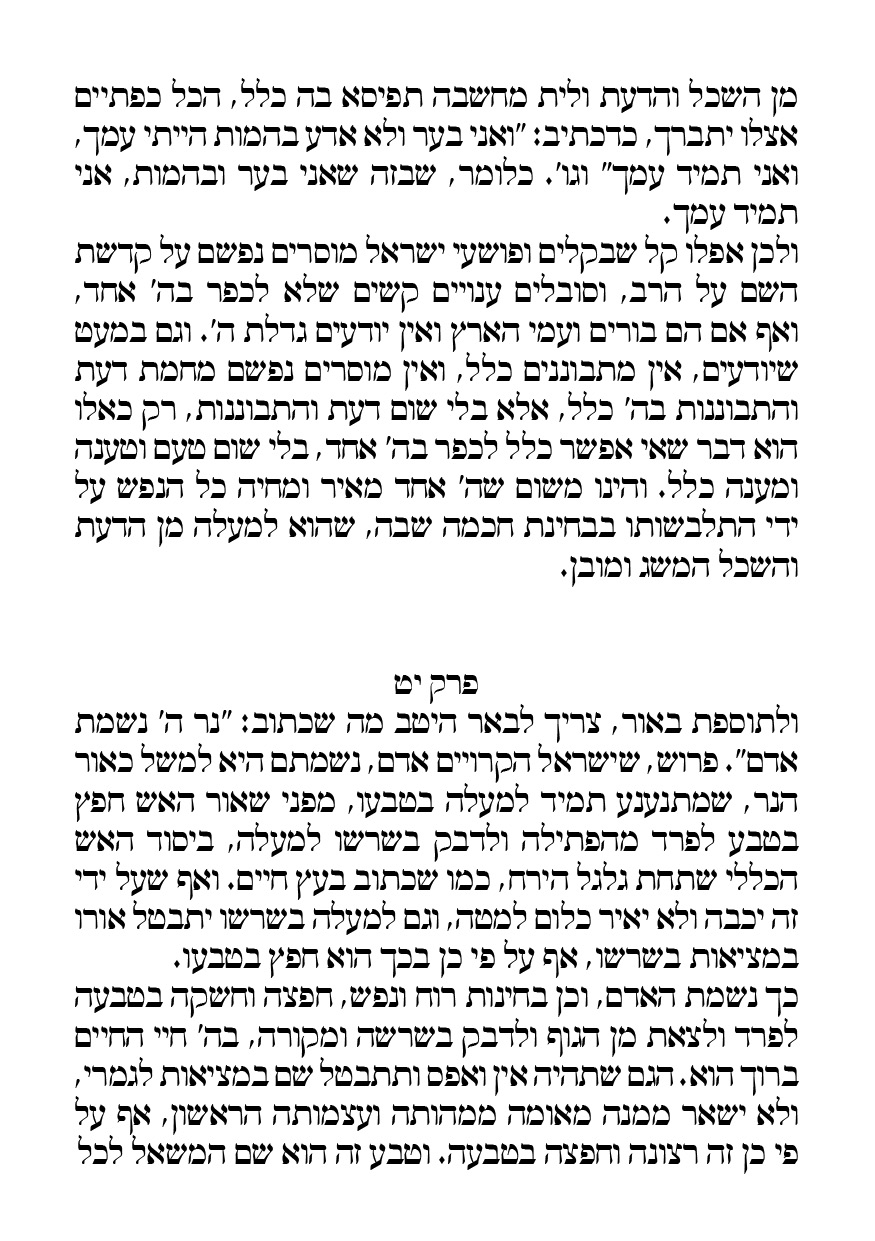 מן השכל והדעת ולית מחשבה תפיסא בה כלל, הכל כפתיים
אצלו יתברך, כדכתיב: "ואני בער ולא אדע בהמות הייתי עמך,
ואני תמיד עמך" וגו'. כלומר, שבזה שאני בער ובהמות, אני
תמיד עמך.
ולכן אפלו קל שבקלים ופושעי ישראל מוסרים נפשם על קדשת
השם על הרב, וסובלים ענויים קשים שלא לכפר בה' אחד,
ואף אם הם בורים ועמי הארץ ואין יודעים גדלת ה'. וגם במעט
שיודעים, אין מתבוננים כלל, ואין מוסרים נפשם מחמת דעת
והתבוננות בה' כלל, אלא בלי שום דעת והתבוננות, רק כאלו
הוא דבר שאי אפשר כלל לכפר בה' אחד, בלי שום טעם וטענה
ומענה כלל. והינו משום שה' אחד מאיר ומחיה כל הנפש על
ידי התלבשותו בבחינת חכמה שבה, שהוא למעלה מן הדעת
והשכל המשג ומובן.
פרק יט
ולתוספת באור, צריך לבאר היטב מה שכתוב: "נר ה' נשמת
אדם". פרוש, שישראל הקרויים אדם, נשמתם היא למשל כאור
הנר, שמתנענע תמיד למעלה בטבעו, מפני שאור האש חפץ
בטבע לפרד מהפתילה ולדבק בשרשו למעלה, ביסוד האש
הכללי שתחת גלגל הירח, כמו שכתוב בעץ חיים. ואף שעל ידי
זה יכבה ולא יאיר כלום למטה, וגם למעלה בשרשו יתבטל אורו
במציאות בשרשו, אף על פי כן בכך הוא חפץ בטבעו.
כך נשמת האדם, וכן בחינות רוח ונפש, חפצה וחשקה בטבעה
לפרד ולצאת מן הגוף ולדבק בשרשה ומקורה, בה' חיי החיים
ברוך הוא. הגם שתהיה אין ואפס ותתבטל שם במציאות לגמרי,
ולא ישאר ממנה מאומה ממהותה ועצמותה הראשון, אף על
פי כן זה רצונה וחפצה בטבעה. וטבע זה הוא שם המשאל לכל